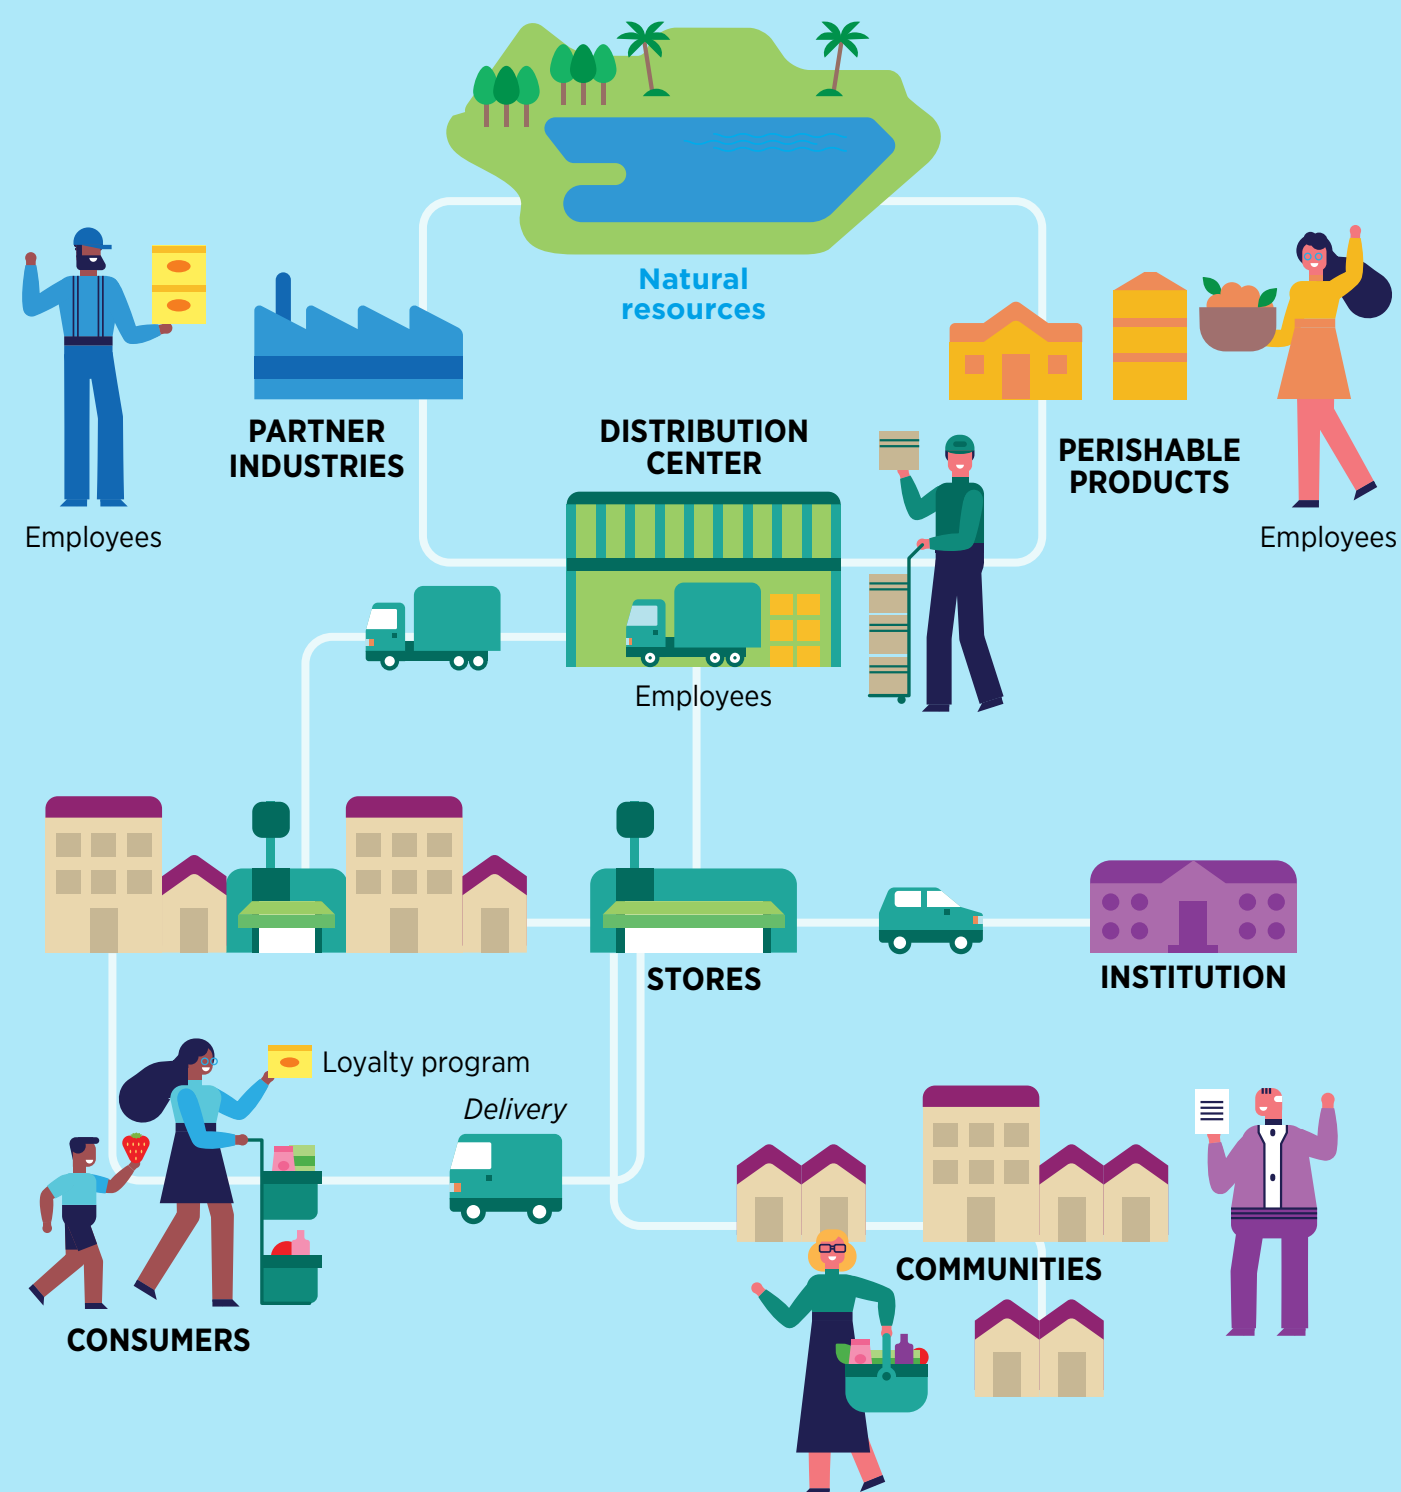 Natural
resources
PARTNER
INDUSTRIES
DISTRIBUTION
CENTER
PERISHABLE
PRODUCTS
Employees
Employees
Employees
STORES
INSTITUTION
Loyalty program
Delivery
COMMUNITIES
CONSUMERS